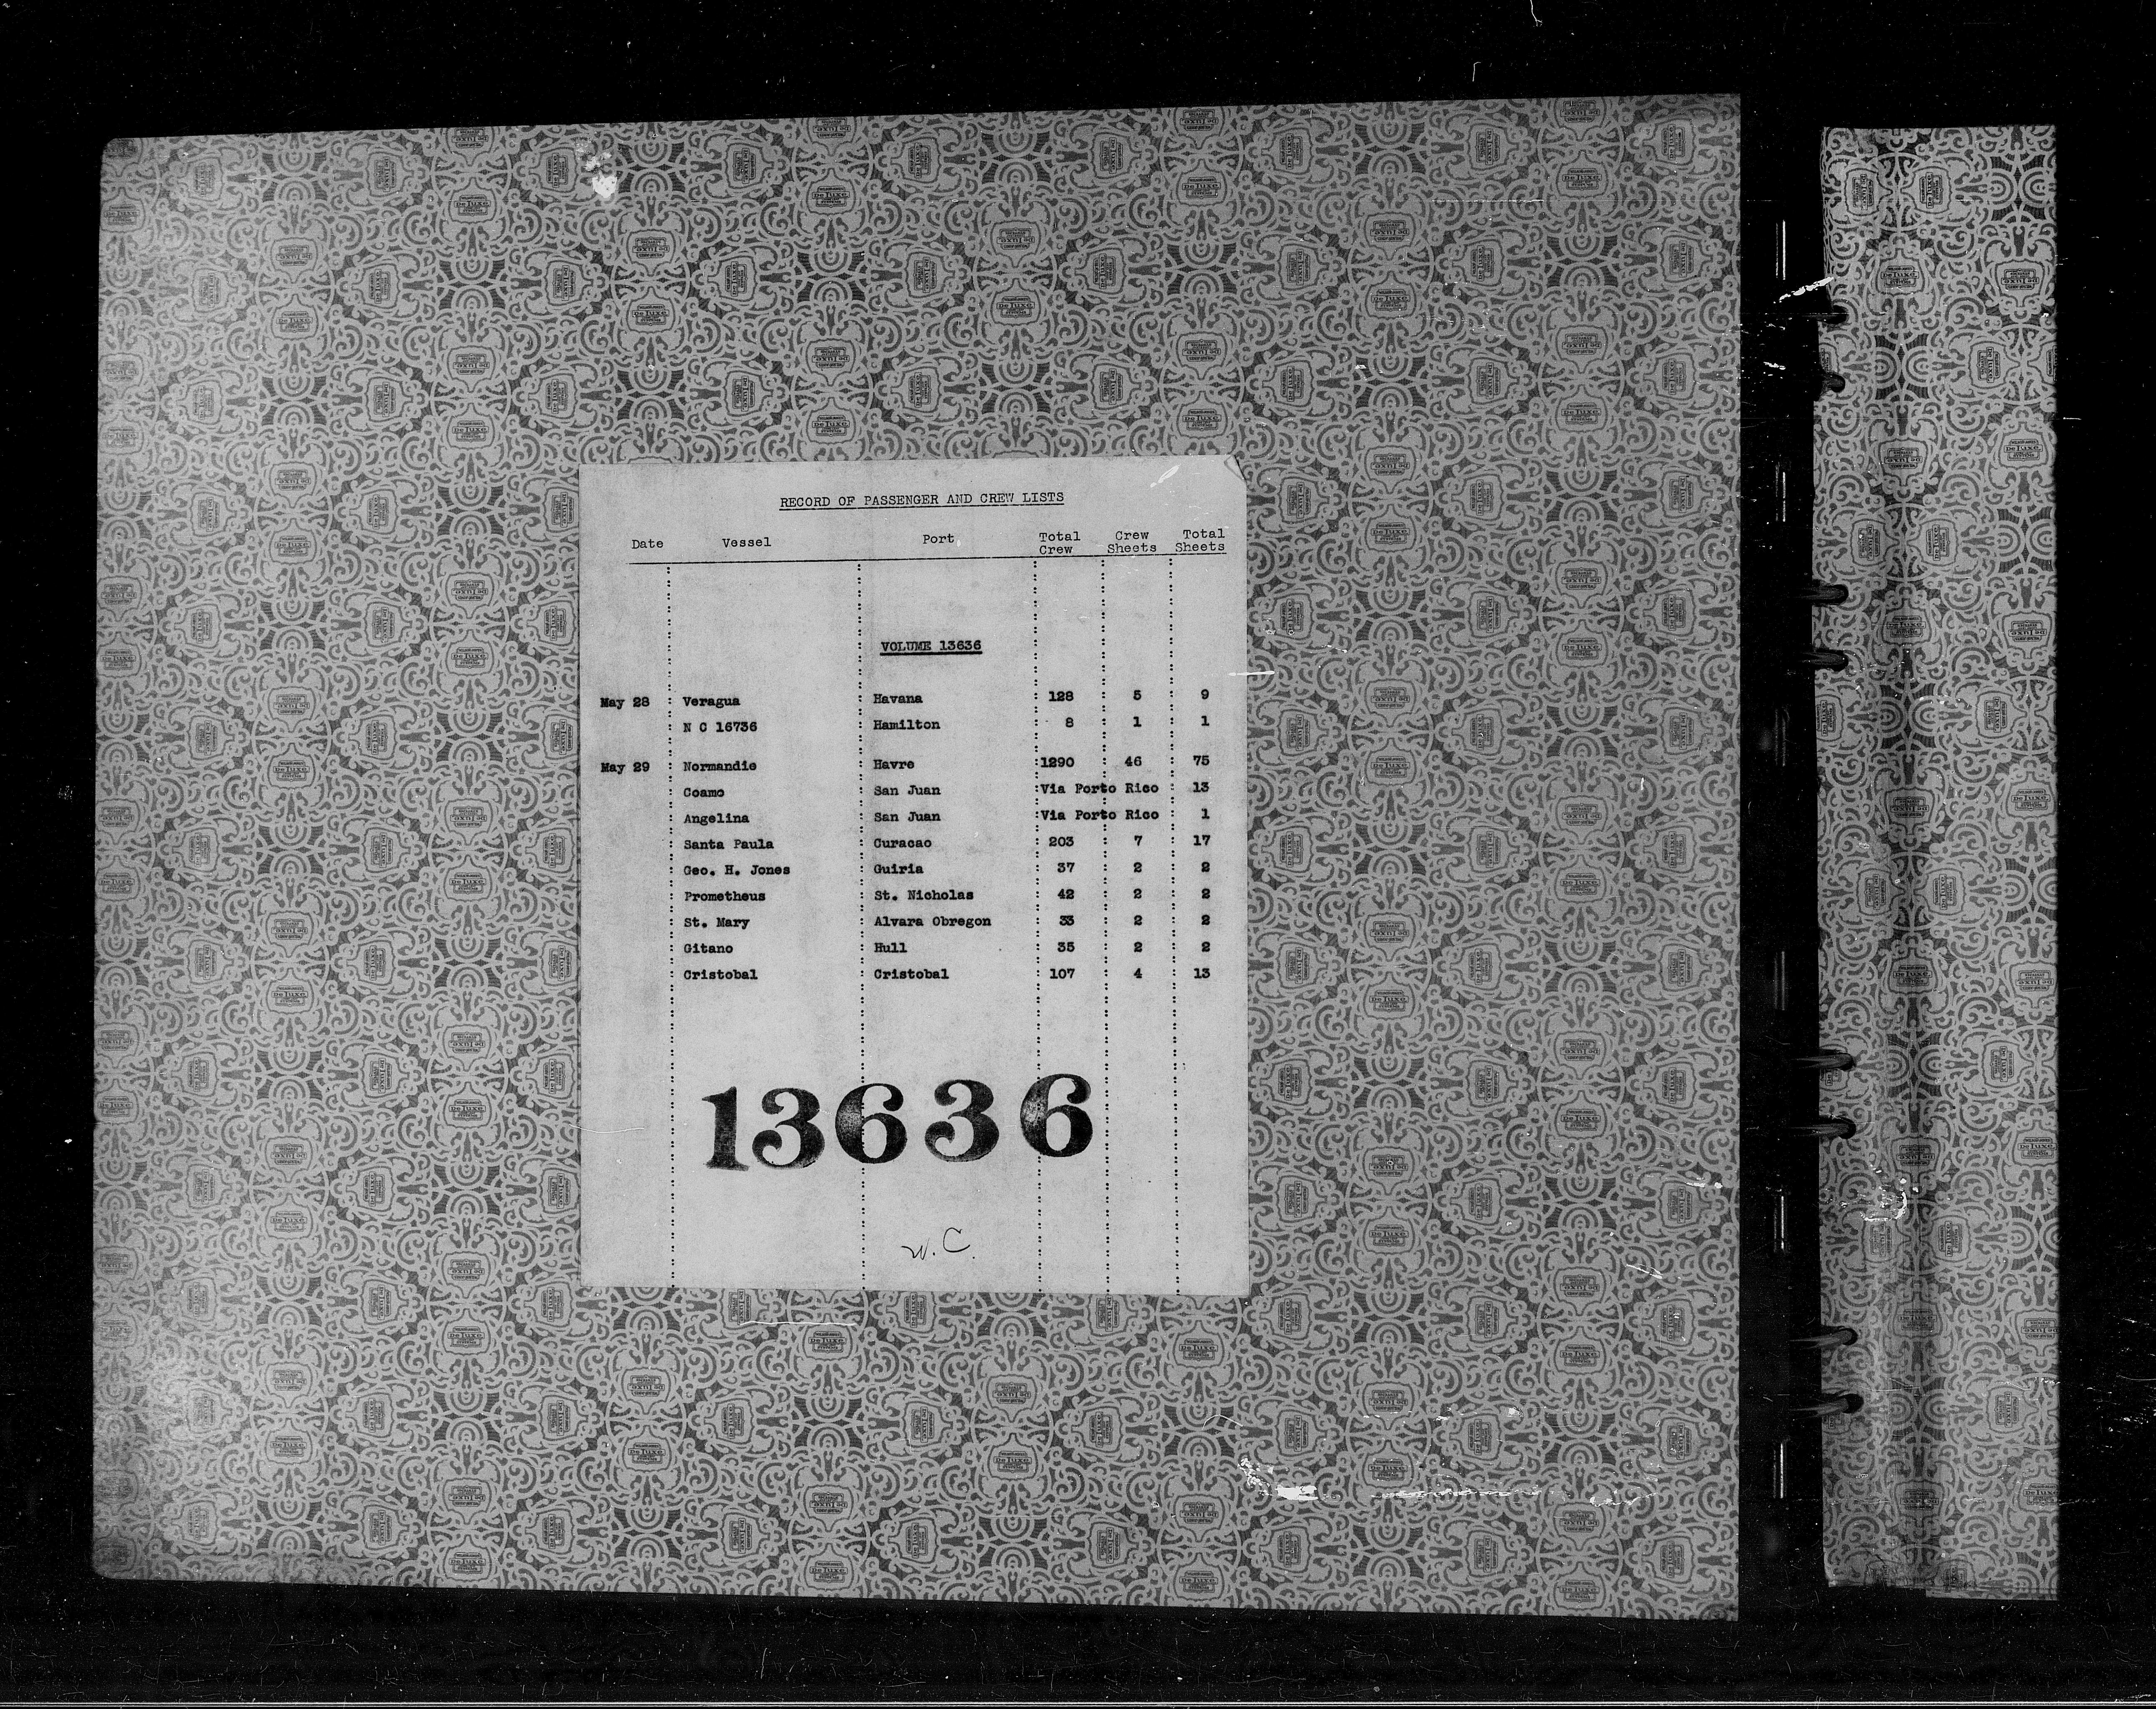 RECORD OF PASSENGER AND CREW LISTS
Date Vessel Port Total Crew Crew Sheets Total Sheets
VOLUME 13636
May 28 : Veragua : Havana : 128 : 5 : 9
: N C 16736 : Hamilton : 8 : 1 : 1
May 29 : Normandie : Havre : 1290 : 46 : 75
: Coamo : San Juan : Via Porto Rico : 13
: Angelina : San Juan : Via Porto Rico : 1
: Santa Paula : Curacao : 203 : 7 : 17
: Geo. H. Jones : Guiria : 37 : 2 : 2
: Prometheus : St. Nicholas : 42 : 2 : 2
: St. Mary : Alvara Obregon : 33 : 2 : 2
: Gitano : Hull : 35 : 2 : 2
: Cristobal : Cristobal : 107 : 4 : 13
13636
W. C.